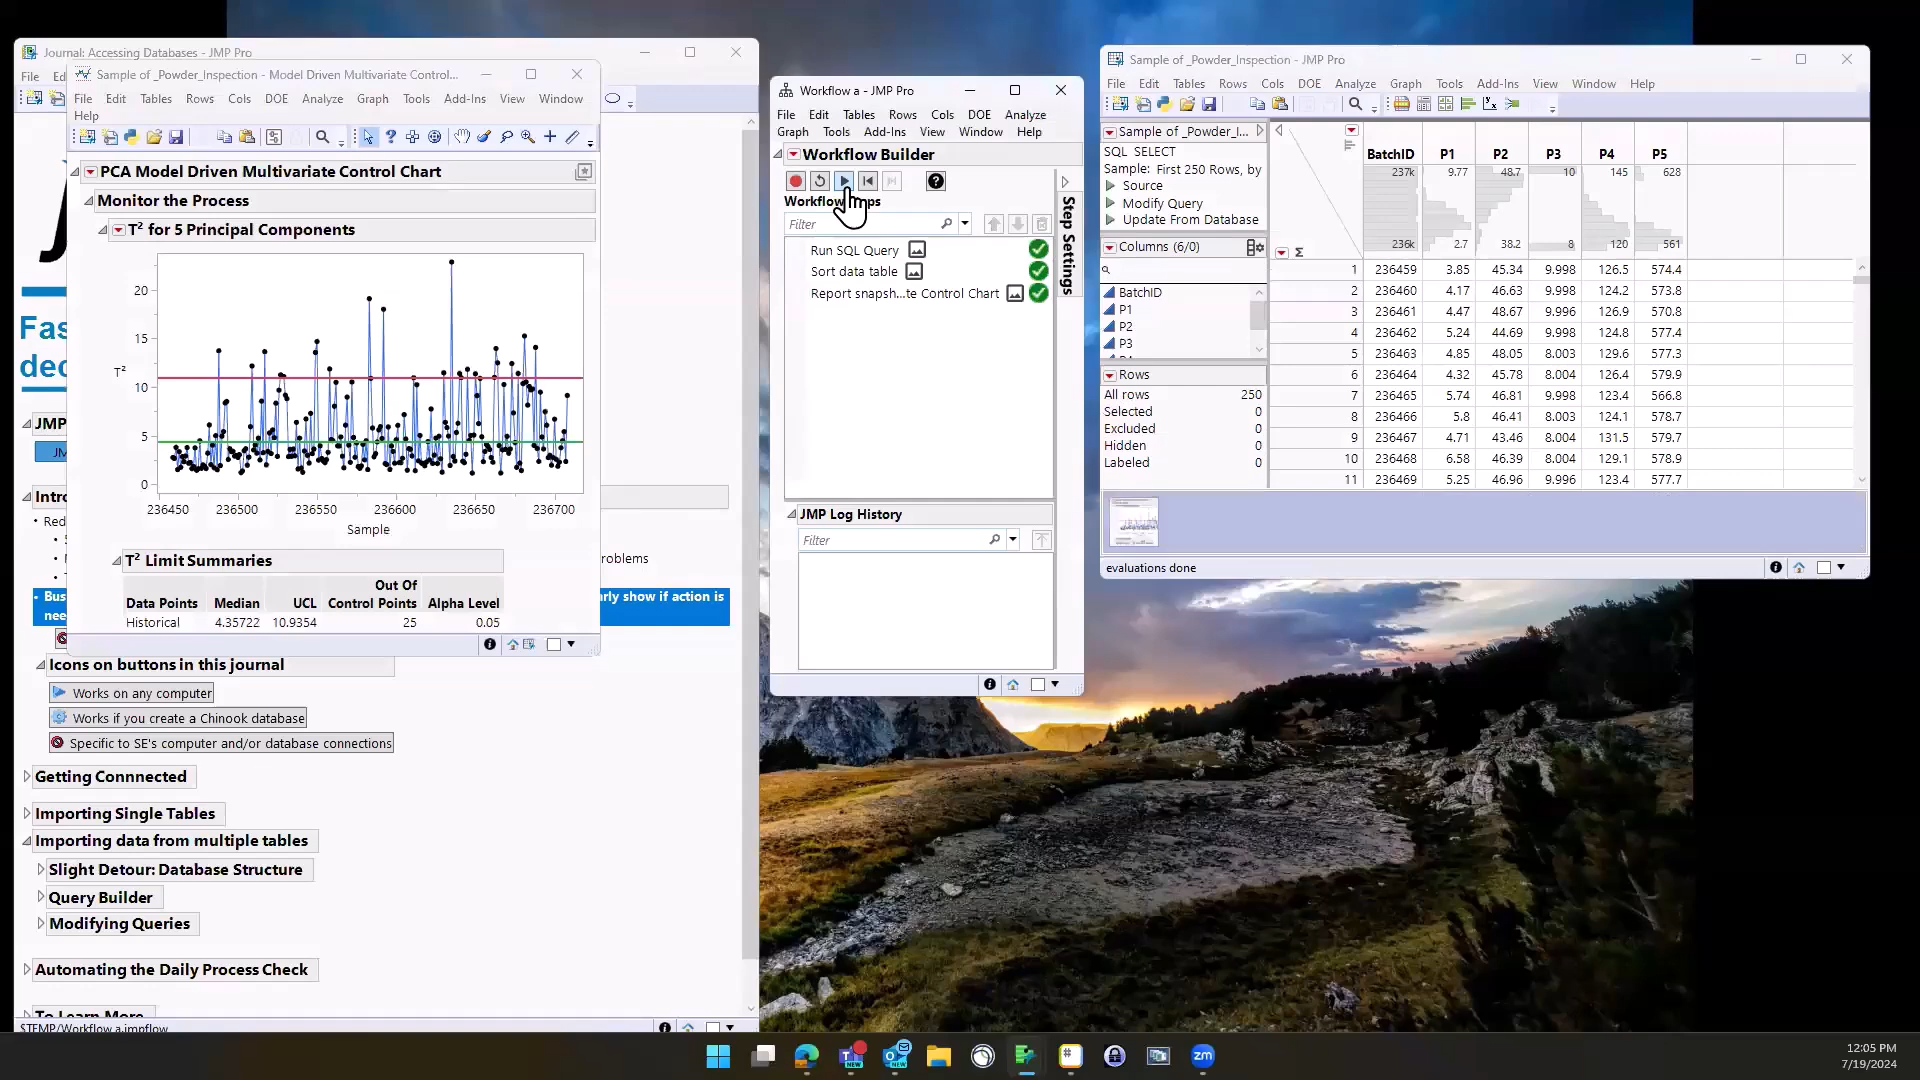 Journal: Accessing Databases - JMP Pro
File
Sample of _Powder_Inspection - Model Driven Multivariate Control...
File Edit Tables Rows Cols DOE Analyze Graph Tools Add-Ins View Window
Help
PCA Model Driven Multivariate Control Chart
Monitor the Process
T² for 5 Principal Components
20
15
T²
10
5
0
236450 236500 236550 236600 236650 236700
Sample
T² Limit Summaries
Out Of
Data Points Median UCL Control Points Alpha Level
Historical 4.35722 10.9354 25 0.05
Fas
dec
JMP
JM
Intro
Red
roblems
Bus
rly show if action is
nee
Icons on buttons in this journal
Works on any computer
Works if you create a Chinook database
Specific to SE's computer and/or database connections
Getting Connnected
Importing Single Tables
Importing data from multiple tables
Slight Detour: Database Structure
Query Builder
Modifying Queries
Automating the Daily Process Check
To Learn More
$TEMP/Workflow a.jmpflow
Workflow a - JMP Pro
File Edit Tables Rows Cols DOE
Graph Tools Add-Ins View Window Help
Analyze
Workflow Builder
Filter
Run SQL Query
Sort data table
Report snapsh...te Control Chart
Step Settings
JMP Log History
Filter
Sample of _Powder_Inspection - JMP Pro
File Edit Tables Rows Cols DOE Analyze Graph Tools Add-Ins View Window Help
Sample of _Powder_I...
SQL SELECT
Sample: First 250 Rows, by
Source
Modify Query
Update From Database
Columns (6/0)
BatchID
P1
P2
P3
Rows
All rows 250
Selected 0
Excluded 0
Hidden 0
Labeled 0
BatchID P1 P2 P3 P4 P5
237k 9.77 48.7 10 145 628
236k 2.7 38.2 8 120 561
1 236459 3.85 45.34 9.998 126.5 574.4
2 236460 4.17 46.63 9.998 124.2 573.8
3 236461 4.47 48.67 9.996 126.9 570.8
4 236462 5.24 44.69 9.998 124.8 577.4
5 236463 4.85 48.05 8.003 129.6 577.3
6 236464 4.32 45.78 8.004 126.4 579.9
7 236465 5.74 46.81 9.998 123.4 566.8
8 236466 5.8 46.41 8.003 124.1 578.7
9 236467 4.71 43.46 8.004 131.5 579.7
10 236468 6.58 46.39 8.004 129.1 578.9
11 236469 5.25 46.96 9.996 123.4 577.7
evaluations done
NEW
NEW
zm
12:05 PM
7/19/2024